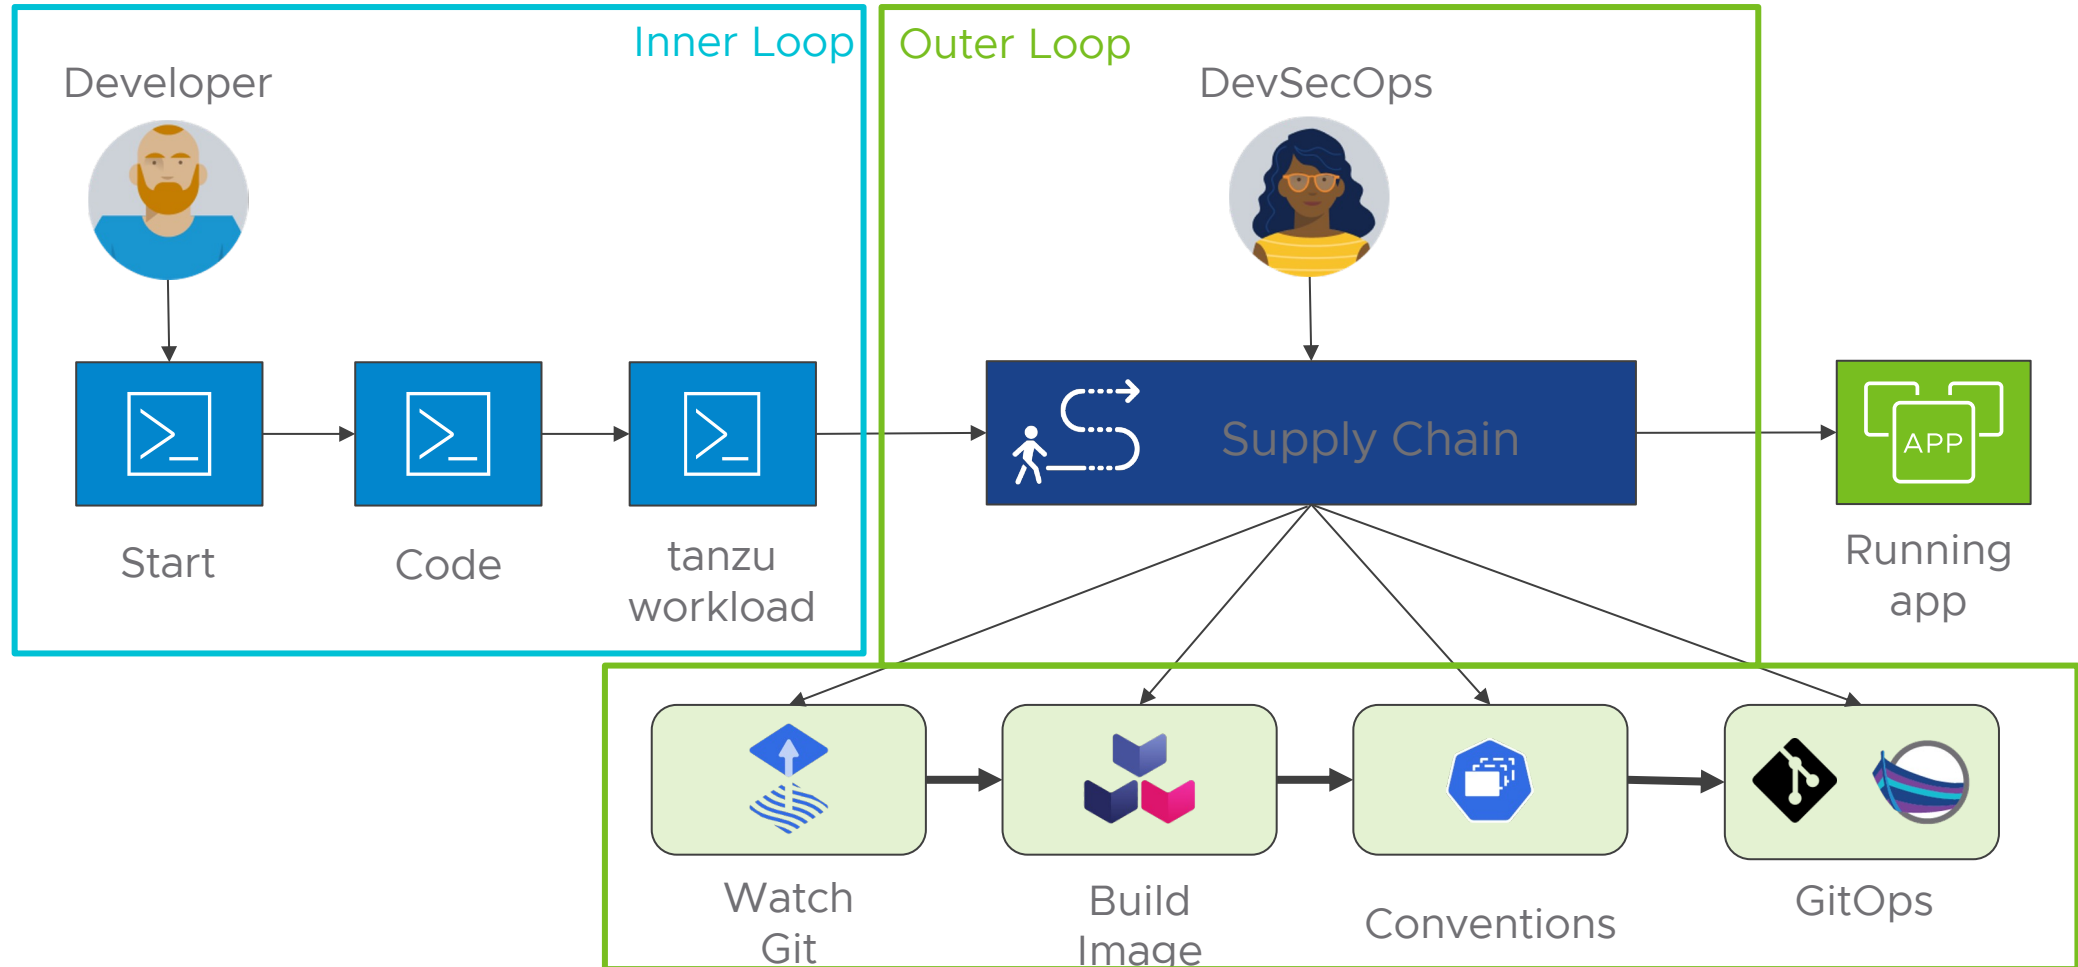 Inner Loop
Outer Loop
Developer
DevSecOps
Supply Chain
APP
Start
Code
tanzu
workload
Running
app
Watch
Git
Build
Image
Conventions
GitOps